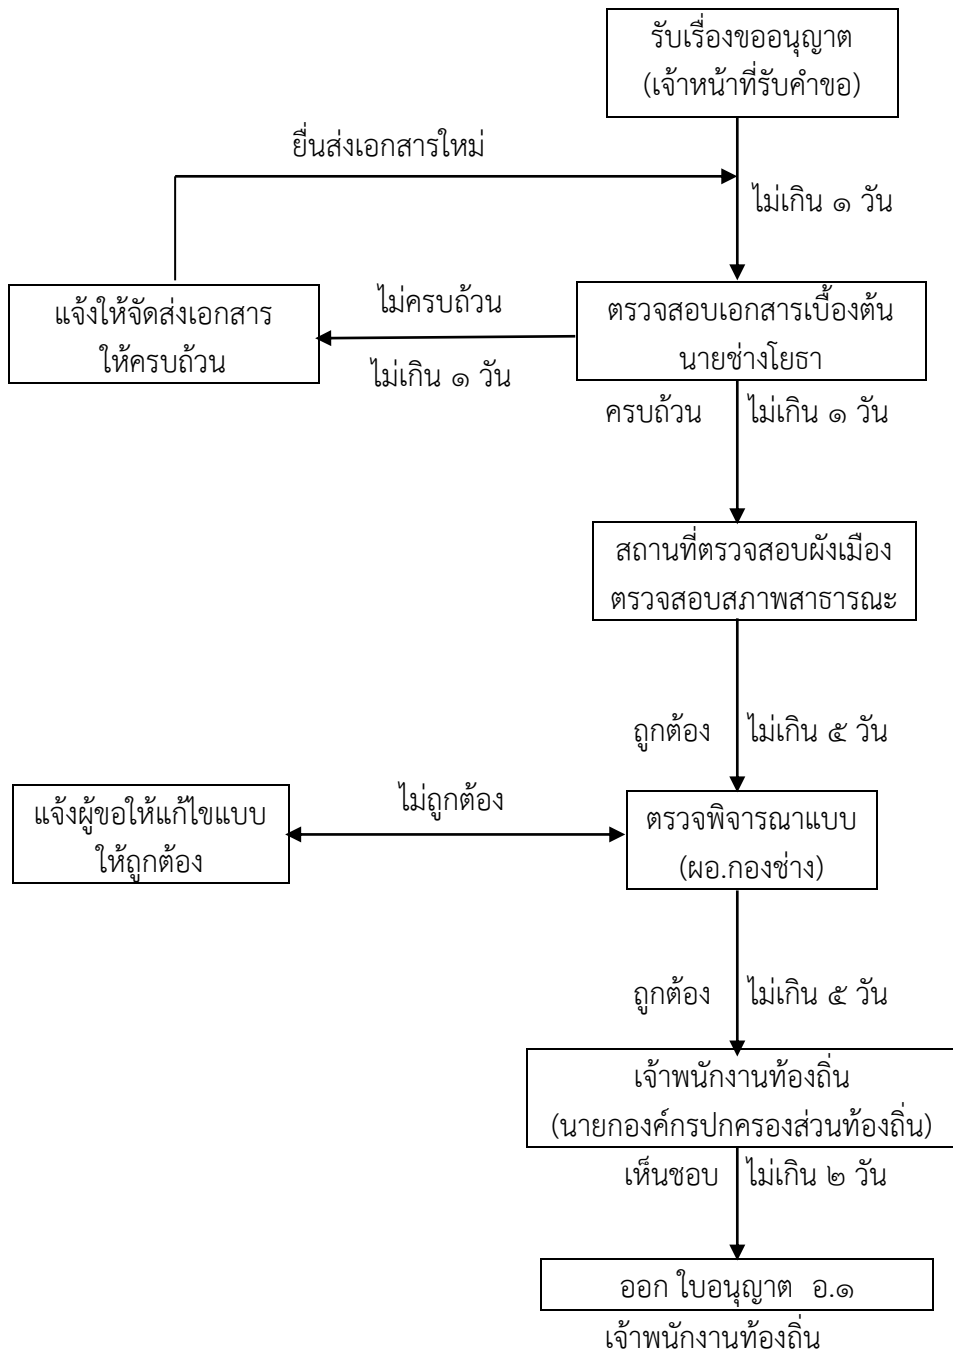 รับเรื่องขออนุญาต
(เจ้าหน้าที่รับคำขอ)
ยื่นส่งเอกสารใหม่
ไม่เกิน ๑ วัน
แจ้งให้จัดส่งเอกสาร
ให้ครบถ้วน
ไม่ครบถ้วน
ไม่เกิน ๑ วัน
ตรวจสอบเอกสารเบื้องต้น
นายช่างโยธา
ครบถ้วน ไม่เกิน ๑ วัน
สถานที่ตรวจสอบผังเมือง
ตรวจสอบสภาพสาธารณะ
ถูกต้อง ไม่เกิน ๕ วัน
แจ้งผู้ขอให้แก้ไขแบบ
ให้ถูกต้อง
ไม่ถูกต้อง
ตรวจพิจารณาแบบ
(ผอ.กองช่าง)
ถูกต้อง ไม่เกิน ๕ วัน
เจ้าพนักงานท้องถิ่น
(นายกองค์กรปกครองส่วนท้องถิ่น)
เห็นชอบ ไม่เกิน ๒ วัน
ออก ใบอนุญาต อ.๑
เจ้าพนักงานท้องถิ่น